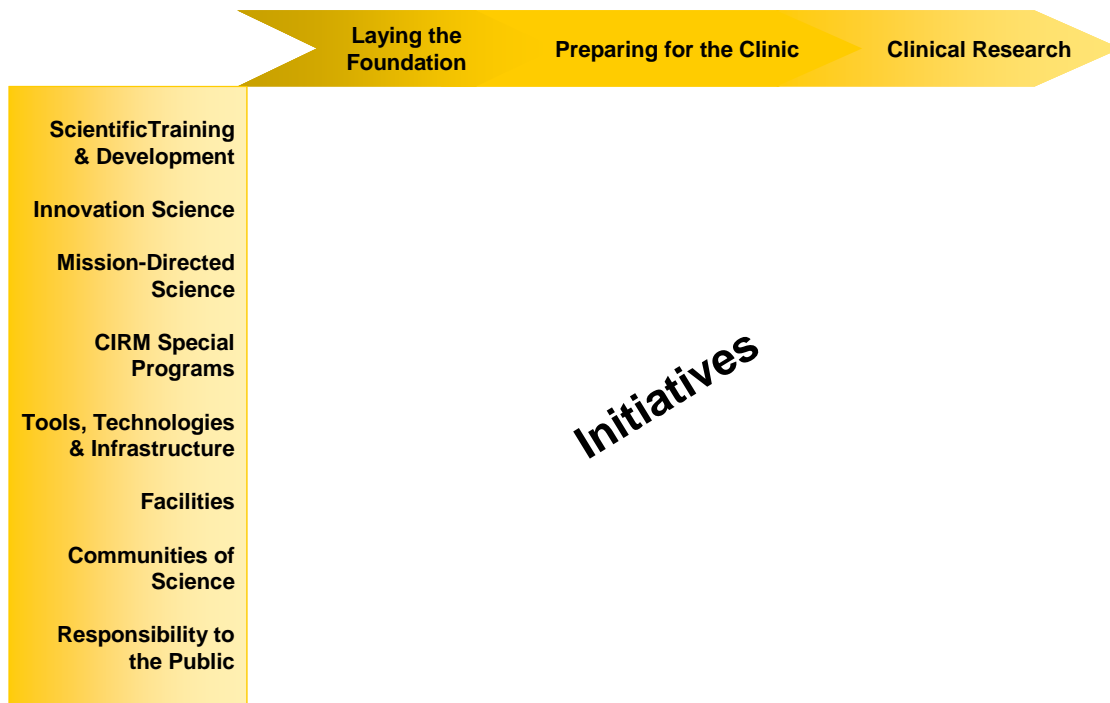 Laying the
Foundation
Preparing for the Clinic
Clinical Research
ScientificTraining
& Development
Innovation Science
Mission-Directed
Science
CIRM Special
Programs
Tools, Technologies
& Infrastructure
Facilities
Communities of
Science
Responsibility to
the Public
Initiatives